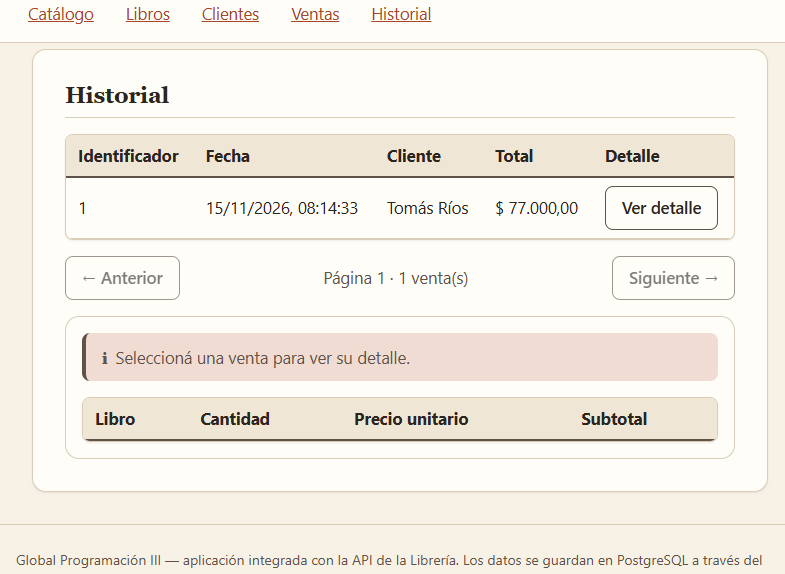 Catálogo Libros Clientes Ventas Historial
Historial
Identificador Fecha Cliente Total Detalle
1 15/11/2026, 08:14:33 Tomás Ríos $ 77.000,00 Ver detalle
← Anterior Página 1 · 1 venta(s) Siguiente →
ℹ Seleccioná una venta para ver su detalle.
Libro Cantidad Precio unitario Subtotal
Global Programación III — aplicación integrada con la API de la Librería. Los datos se guardan en PostgreSQL a través del